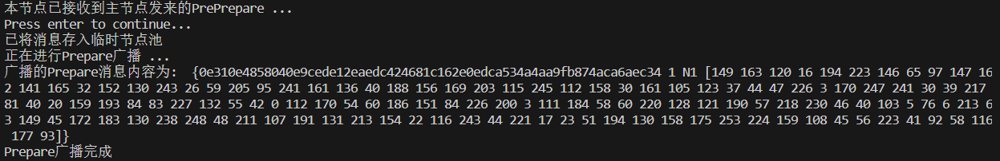 本节点已接收到主节点发来的PrePrepare ...
Press enter to continue...
已将消息存入临时节点池
正在进行Prepare广播 ...
广播的Prepare消息内容为: {0e310e4858040e9cede12eaedc424681c162e0edca534a4aa9fb874aca6aec34 1 N1 [149 163 120 16 194 223 146 65 97 147 16
2 141 165 32 152 130 243 26 59 205 95 241 161 136 40 188 156 169 203 115 245 112 158 30 161 105 123 37 44 47 226 3 170 247 241 30 39 217
81 40 20 159 193 84 83 227 132 55 42 0 112 170 54 60 186 151 84 226 200 3 111 184 58 60 220 128 121 190 57 218 230 46 40 103 5 76 6 213 6
3 149 45 172 183 130 238 248 48 211 107 191 131 213 154 22 116 243 44 221 17 23 51 194 130 158 175 253 224 159 108 45 56 223 41 92 58 116
177 93]}
Prepare广播完成